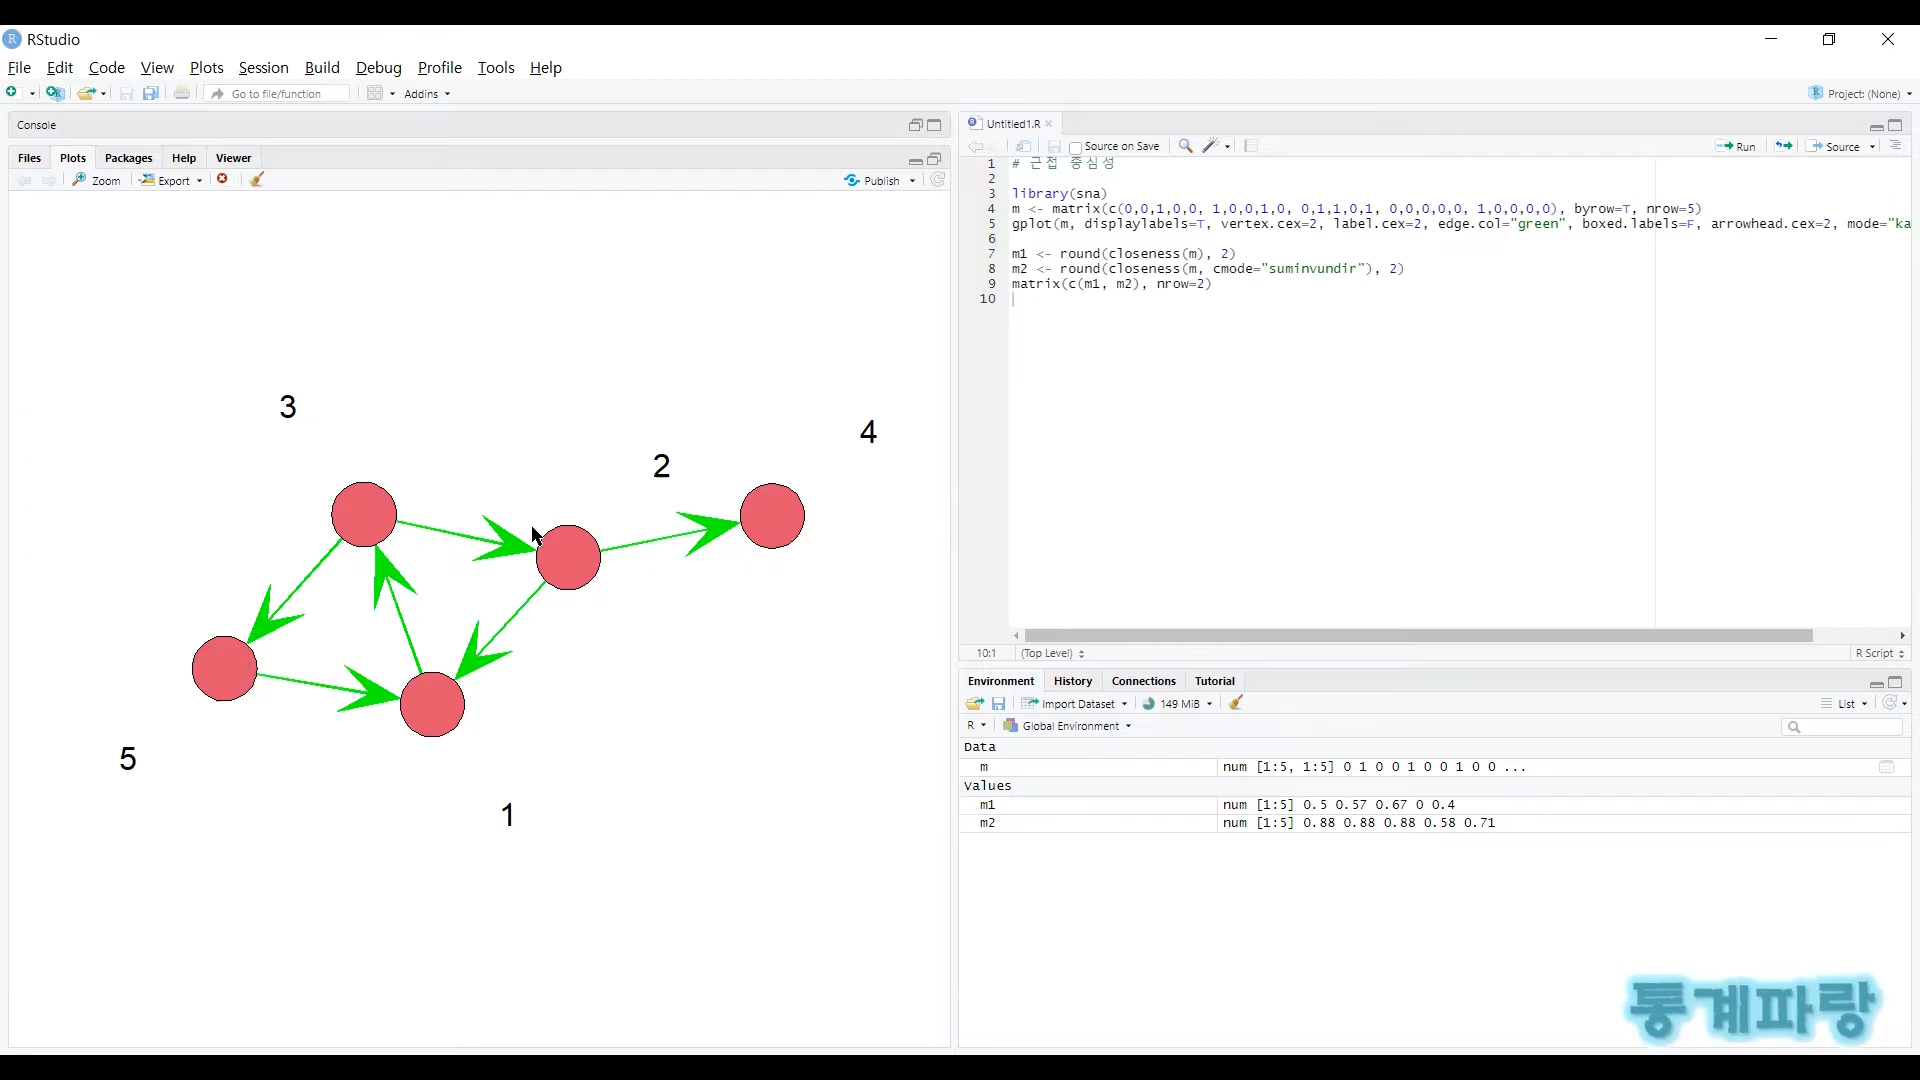 RStudio
File Edit Code View Plots Session Build Debug Profile Tools Help
Go to file/function Addins Project: (None)
Console
Files Plots Packages Help Viewer
Zoom Export Publish
3
4
2
5
1
Untitled1.R
Source on Save Run Source
1 # 근접 중심성
2
3 library(sna)
4 m <- matrix(c(0,0,1,0,0, 1,0,0,1,0, 0,1,1,0,1, 0,0,0,0,0, 1,0,0,0,0), byrow=T, nrow=5)
5 gplot(m, displaylabels=T, vertex.cex=2, label.cex=2, edge.col="green", boxed.labels=F, arrowhead.cex=2, mode="ka
6
7 m1 <- round(closeness(m), 2)
8 m2 <- round(closeness(m, cmode="suminvundir"), 2)
9 matrix(c(m1, m2), nrow=2)
10
10:1 (Top Level) R Script
Environment History Connections Tutorial
Import Dataset 149 MiB List
R Global Environment
Data
m num [1:5, 1:5] 0 1 0 0 1 0 0 1 0 0 ...
Values
m1 num [1:5] 0.5 0.57 0.67 0 0.4
m2 num [1:5] 0.88 0.88 0.88 0.58 0.71
통계파랑